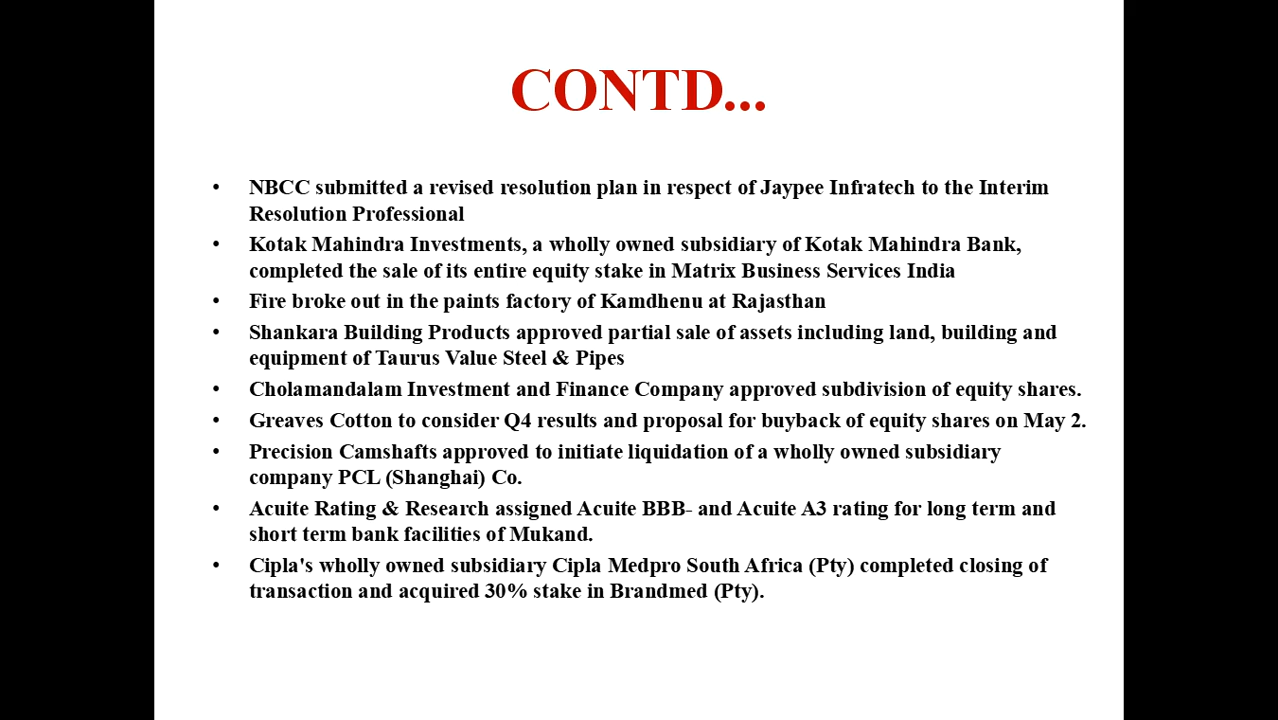 CONTD...
• NBCC submitted a revised resolution plan in respect of Jaypee Infratech to the Interim
Resolution Professional
• Kotak Mahindra Investments, a wholly owned subsidiary of Kotak Mahindra Bank,
completed the sale of its entire equity stake in Matrix Business Services India
• Fire broke out in the paints factory of Kamdhenu at Rajasthan
• Shankara Building Products approved partial sale of assets including land, building and
equipment of Taurus Value Steel & Pipes
• Cholamandalam Investment and Finance Company approved subdivision of equity shares.
• Greaves Cotton to consider Q4 results and proposal for buyback of equity shares on May 2.
• Precision Camshafts approved to initiate liquidation of a wholly owned subsidiary
company PCL (Shanghai) Co.
• Acuite Rating & Research assigned Acuite BBB- and Acuite A3 rating for long term and
short term bank facilities of Mukand.
• Cipla's wholly owned subsidiary Cipla Medpro South Africa (Pty) completed closing of
transaction and acquired 30% stake in Brandmed (Pty).